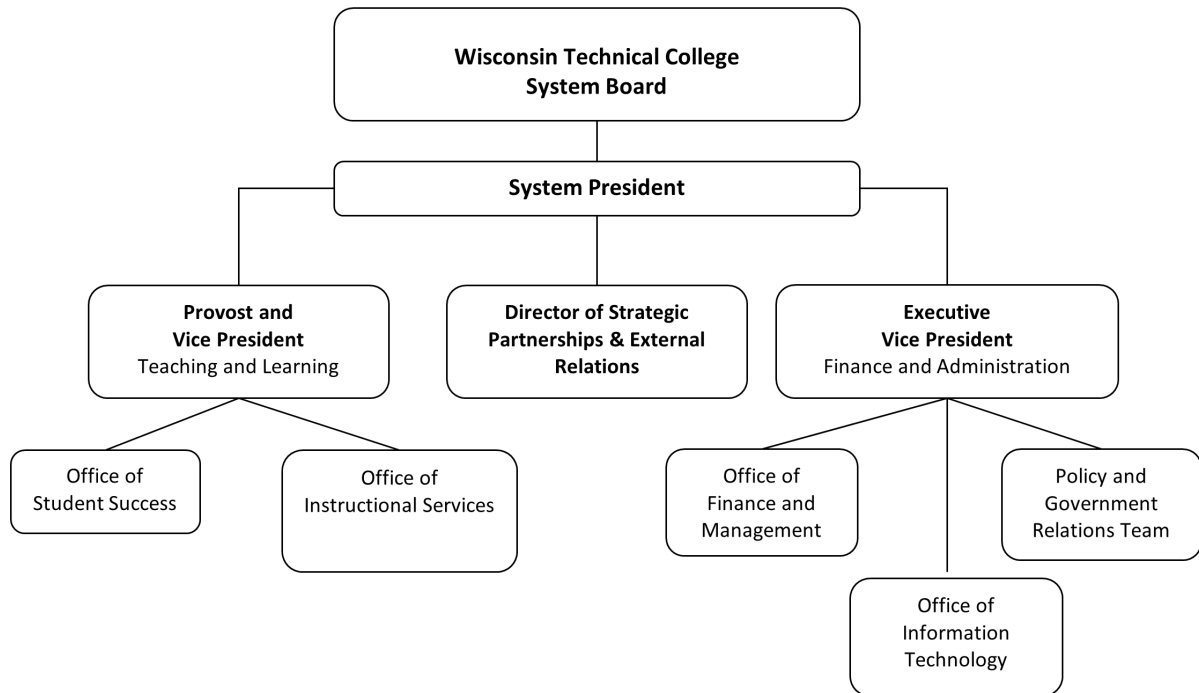 Wisconsin Technical College
System Board
System President
Provost and
Vice President
Teaching and Learning
Director of Strategic
Partnerships & External
Relations
Executive
Vice President
Finance and Administration
Office of
Student Success
Office of
Instructional Services
Office of
Finance and
Management
Policy and
Government
Relations Team
Office of
Information
Technology